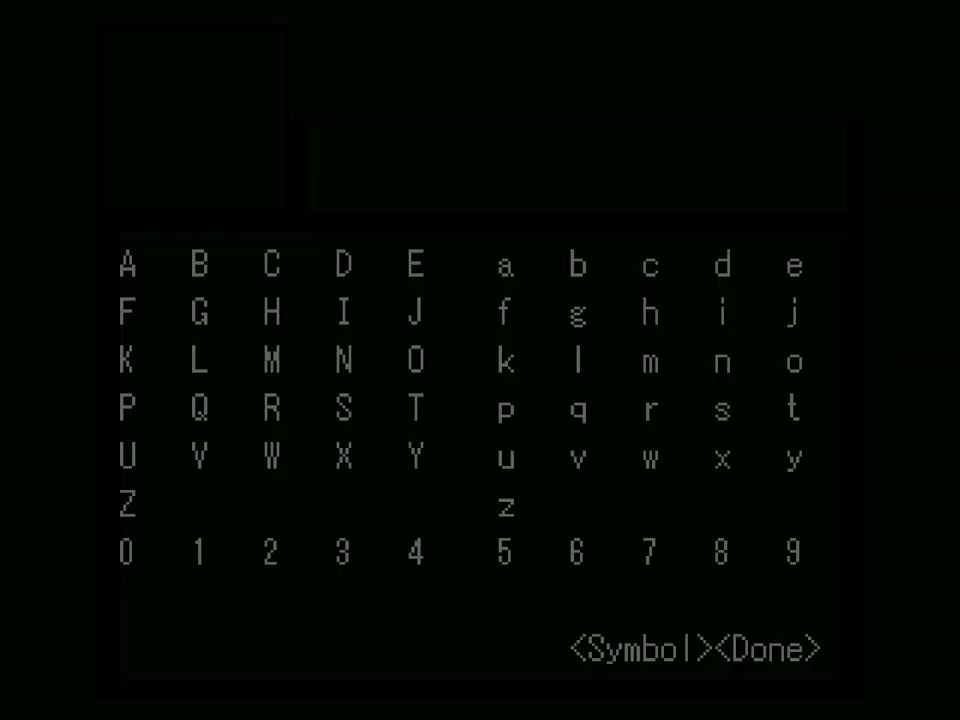 A B C D E a b c d e
F G H I J f g h i j
K L M N O k l m n o
P Q R S T p q r s t
U V W X Y u v w x y
Z z
0 1 2 3 4 5 6 7 8 9
<Symbol><Done>